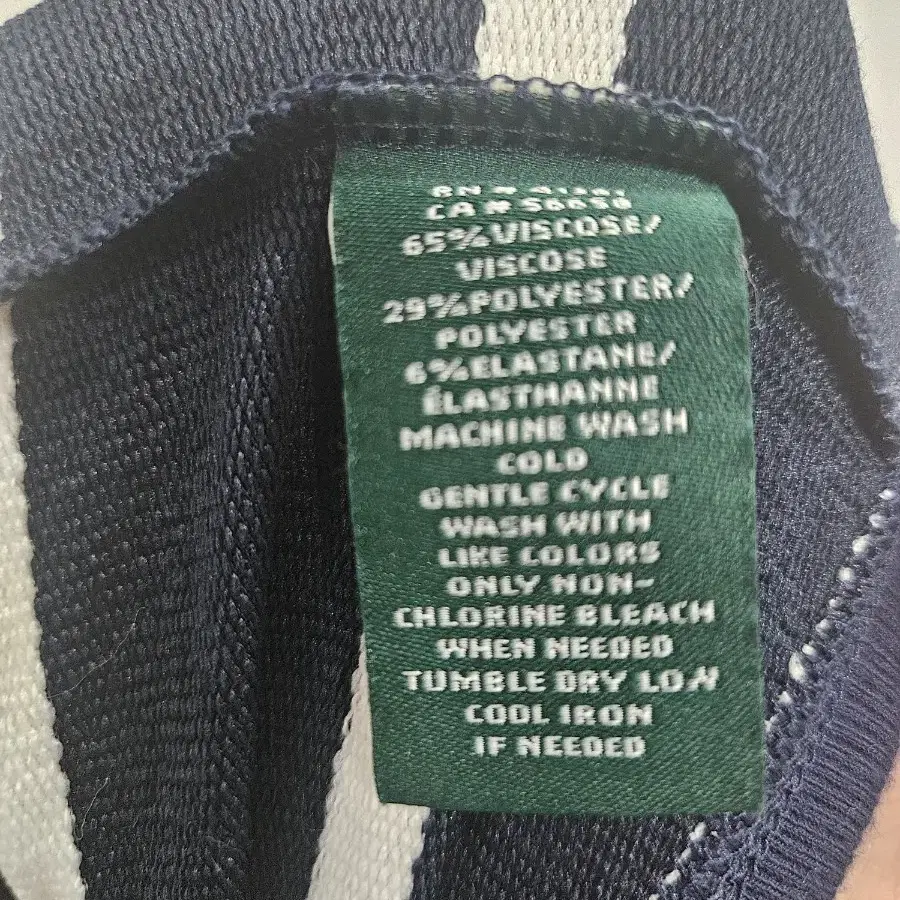 65%VISCOSE/
VISCOSE
29%POLYESTER/
POLYESTER
6%ELASTANE/
ÉLASTHANNE
MACHINE WASH
COLD
GENTLE CYCLE
WASH WITH
LIKE COLORS
ONLY NON-
CHLORINE BLEACH
WHEN NEEDED
TUMBLE DRY LOW
COOL IRON
IF NEEDED